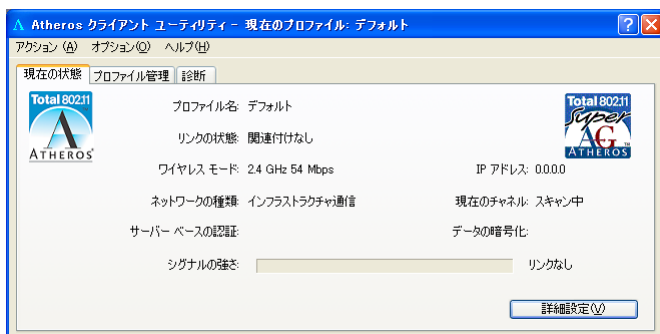 Atheros クライアント ユーティリティ - 現在のプロファイル: デフォルト
アクション (A) オプション(O) ヘルプ(H)
現在の状態 プロファイル管理 診断
Total 802.11
ATHEROS
Total 802.11
Super
AG
ATHEROS
プロファイル名: デフォルト
リンクの状態: 関連付けなし
ワイヤレス モード: 2.4 GHz 54 Mbps IP アドレス: 0.0.0.0
ネットワークの種類: インフラストラクチャ通信 現在のチャネル: スキャン中
サーバー ベースの認証: データの暗号化:
シグナルの強さ: リンクなし
詳細設定(V)